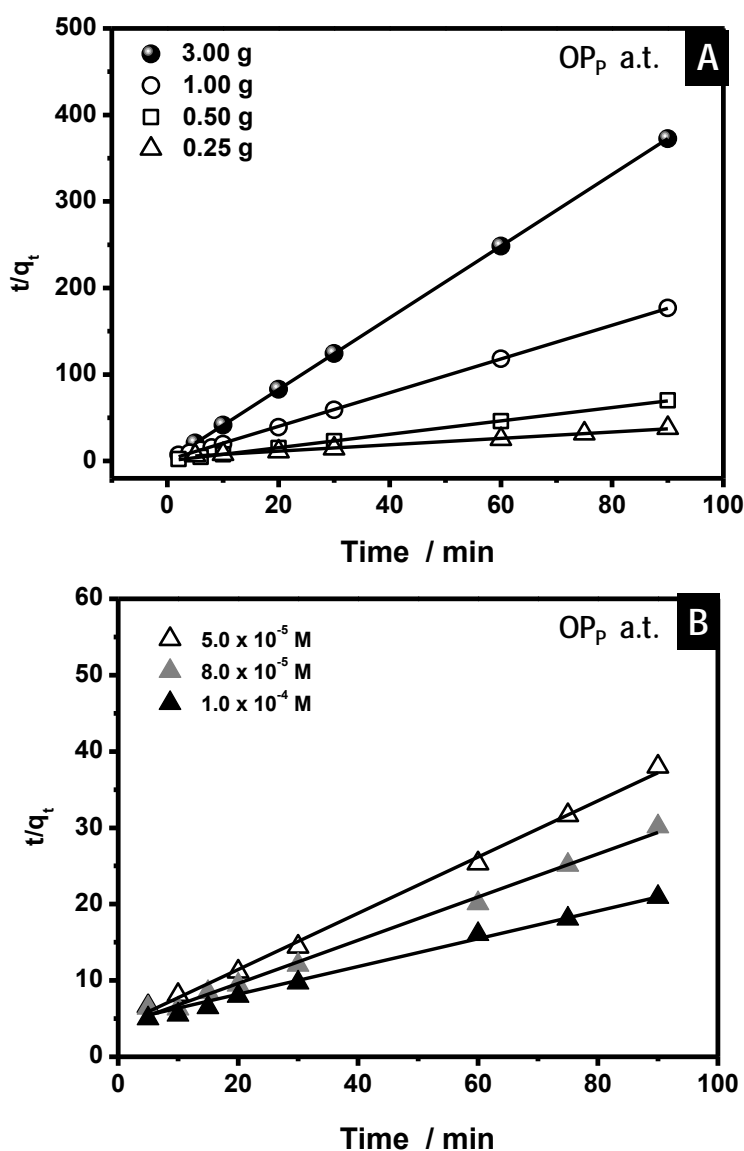 500
400
300
200
100
0
t/qₜ
3.00 g
1.00 g
0.50 g
0.25 g
OPₚ a.t.
A
0 20 40 60 80 100
Time / min
60
50
40
30
20
10
0
t/qₜ
5.0 x 10⁻⁵ M
8.0 x 10⁻⁵ M
1.0 x 10⁻⁴ M
OPₚ a.t.
B
0 20 40 60 80 100
Time / min